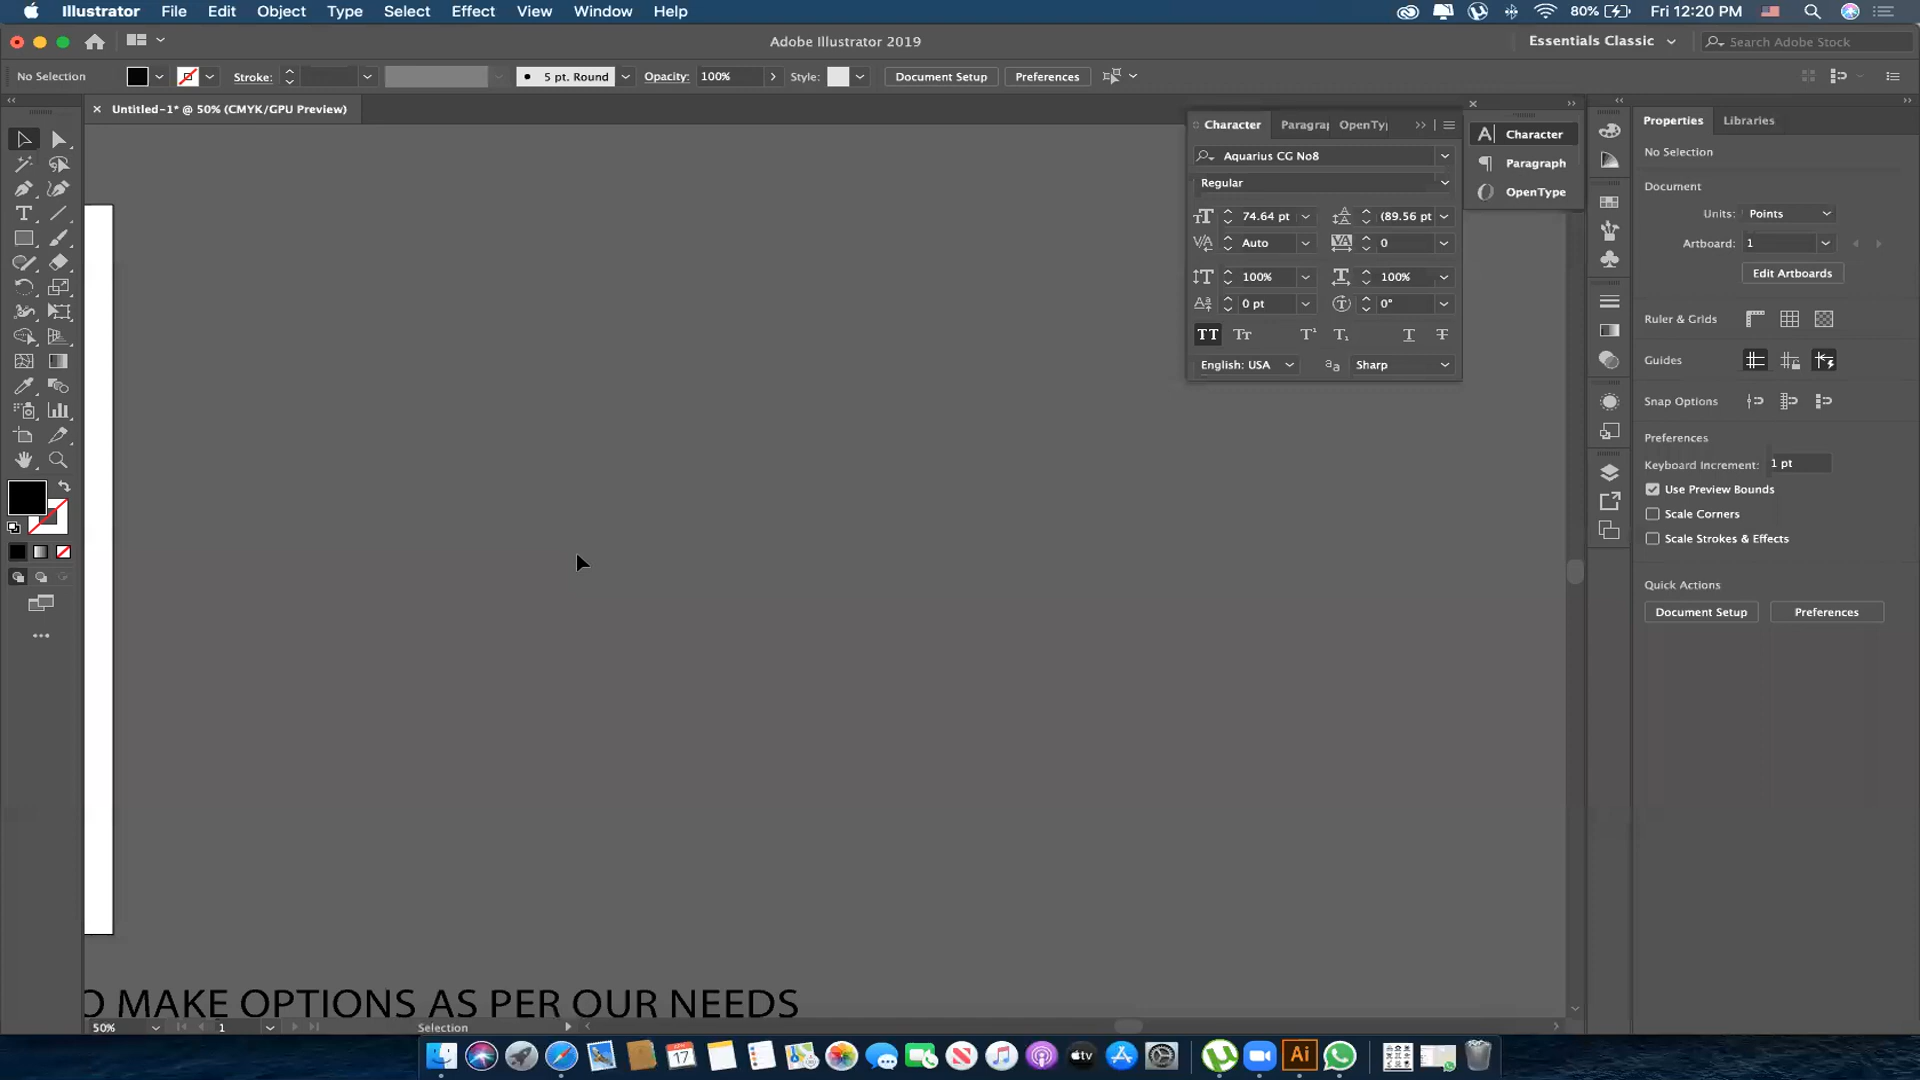 Illustrator File Edit Object Type Select Effect View Window Help 80% Fri 12:20 PM
Adobe Illustrator 2019 Essentials Classic Search Adobe Stock
No Selection Stroke: 5 pt. Round Opacity: 100% Style: Document Setup Preferences
Untitled-1* @ 50% (CMYK/GPU Preview)
Character Paragraph OpenTy
Aquarius CG No8
Regular
74.64 pt (89.56 pt
Auto 0
100% 100%
0 pt 0°
English: USA Sharp
Character
Paragraph
OpenType
Properties Libraries
No Selection
Document
Units: Points
Artboard: 1
Edit Artboards
Ruler & Grids
Guides
Snap Options
Preferences
Keyboard Increment: 1 pt
Use Preview Bounds
Scale Corners
Scale Strokes & Effects
Quick Actions
Document Setup Preferences
O MAKE OPTIONS AS PER OUR NEEDS
50% 1 Selection
17
tv
Ai